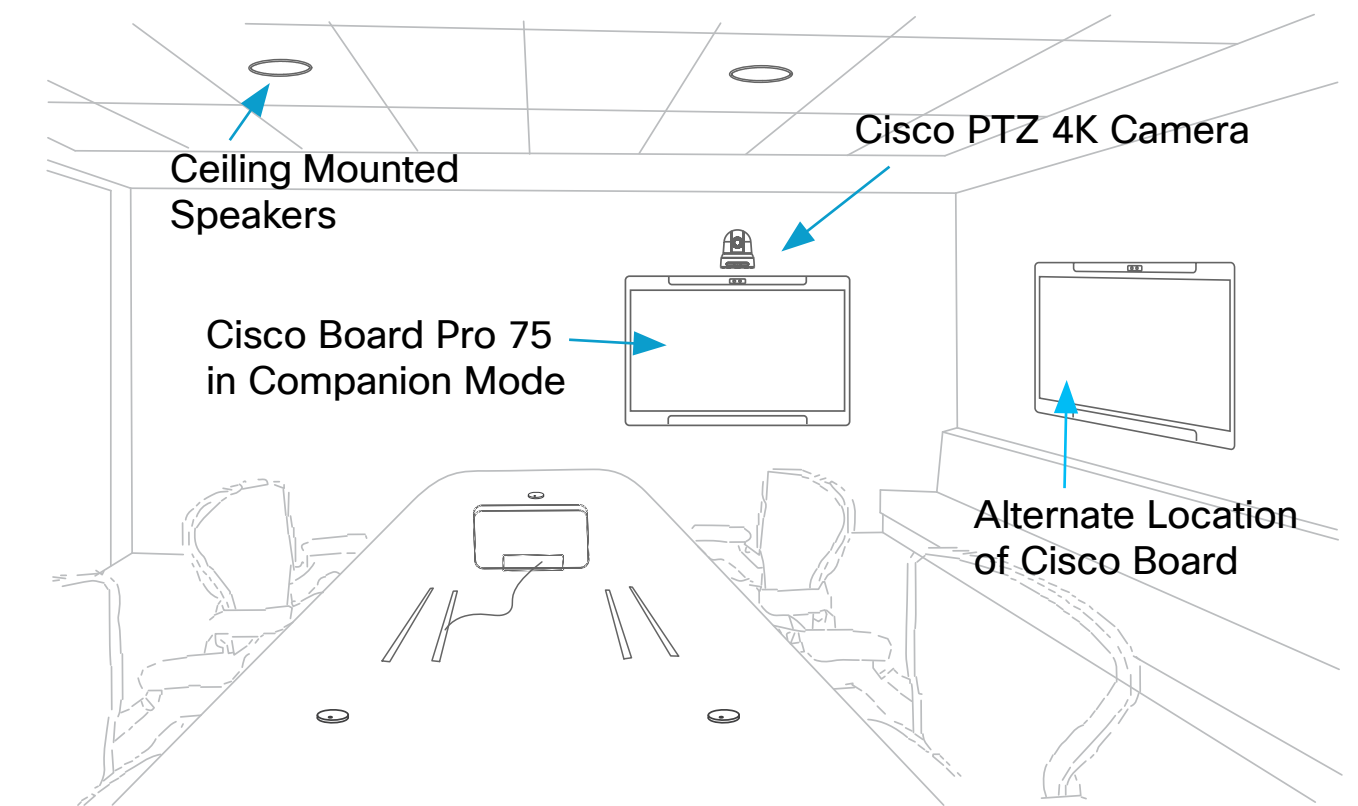 Cisco PTZ 4K Camera
Ceiling Mounted
Speakers
Cisco Board Pro 75
in Companion Mode
Alternate Location
of Cisco Board